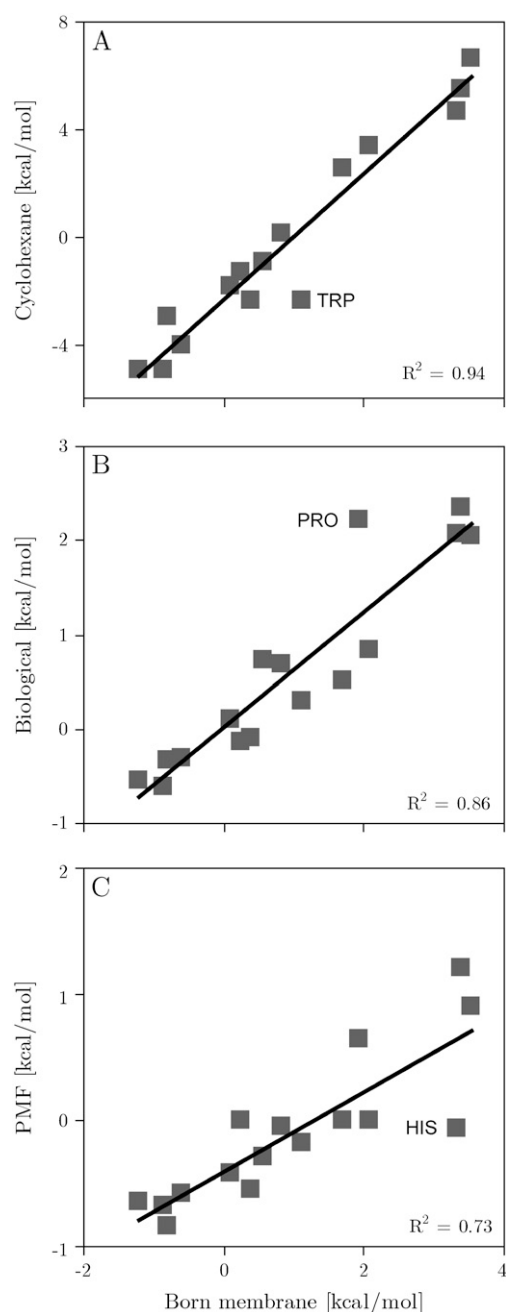 A
8
4
0
-4
Cyclohexane [kcal/mol]
TRP
R² = 0.94
B
3
2
1
0
-1
Biological [kcal/mol]
PRO
R² = 0.86
C
2
1
0
-1
PMF [kcal/mol]
HIS
R² = 0.73
-2 0 2 4
Born membrane [kcal/mol]